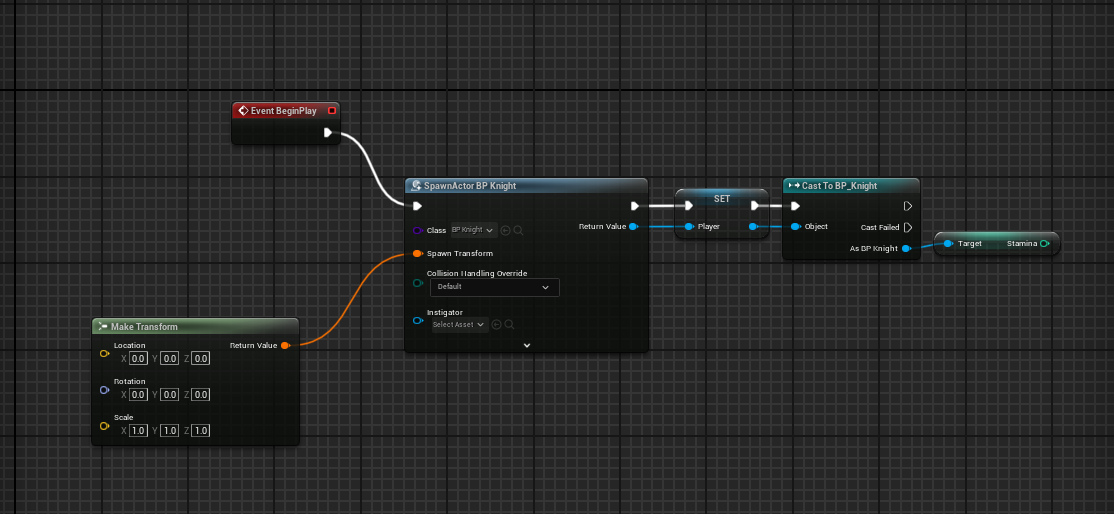 Event BeginPlay
SpawnActor BP Knight
Class BP Knight
Return Value
Spawn Transform
Collision Handling Override
Default
Instigator
Select Asset
SET
Player
Cast To BP_Knight
Object
Cast Failed
As BP Knight
Target Stamina
Make Transform
Location
Return Value
X 0.0 Y 0.0 Z 0.0
Rotation
X 0.0 Y 0.0 Z 0.0
Scale
X 1.0 Y 1.0 Z 1.0